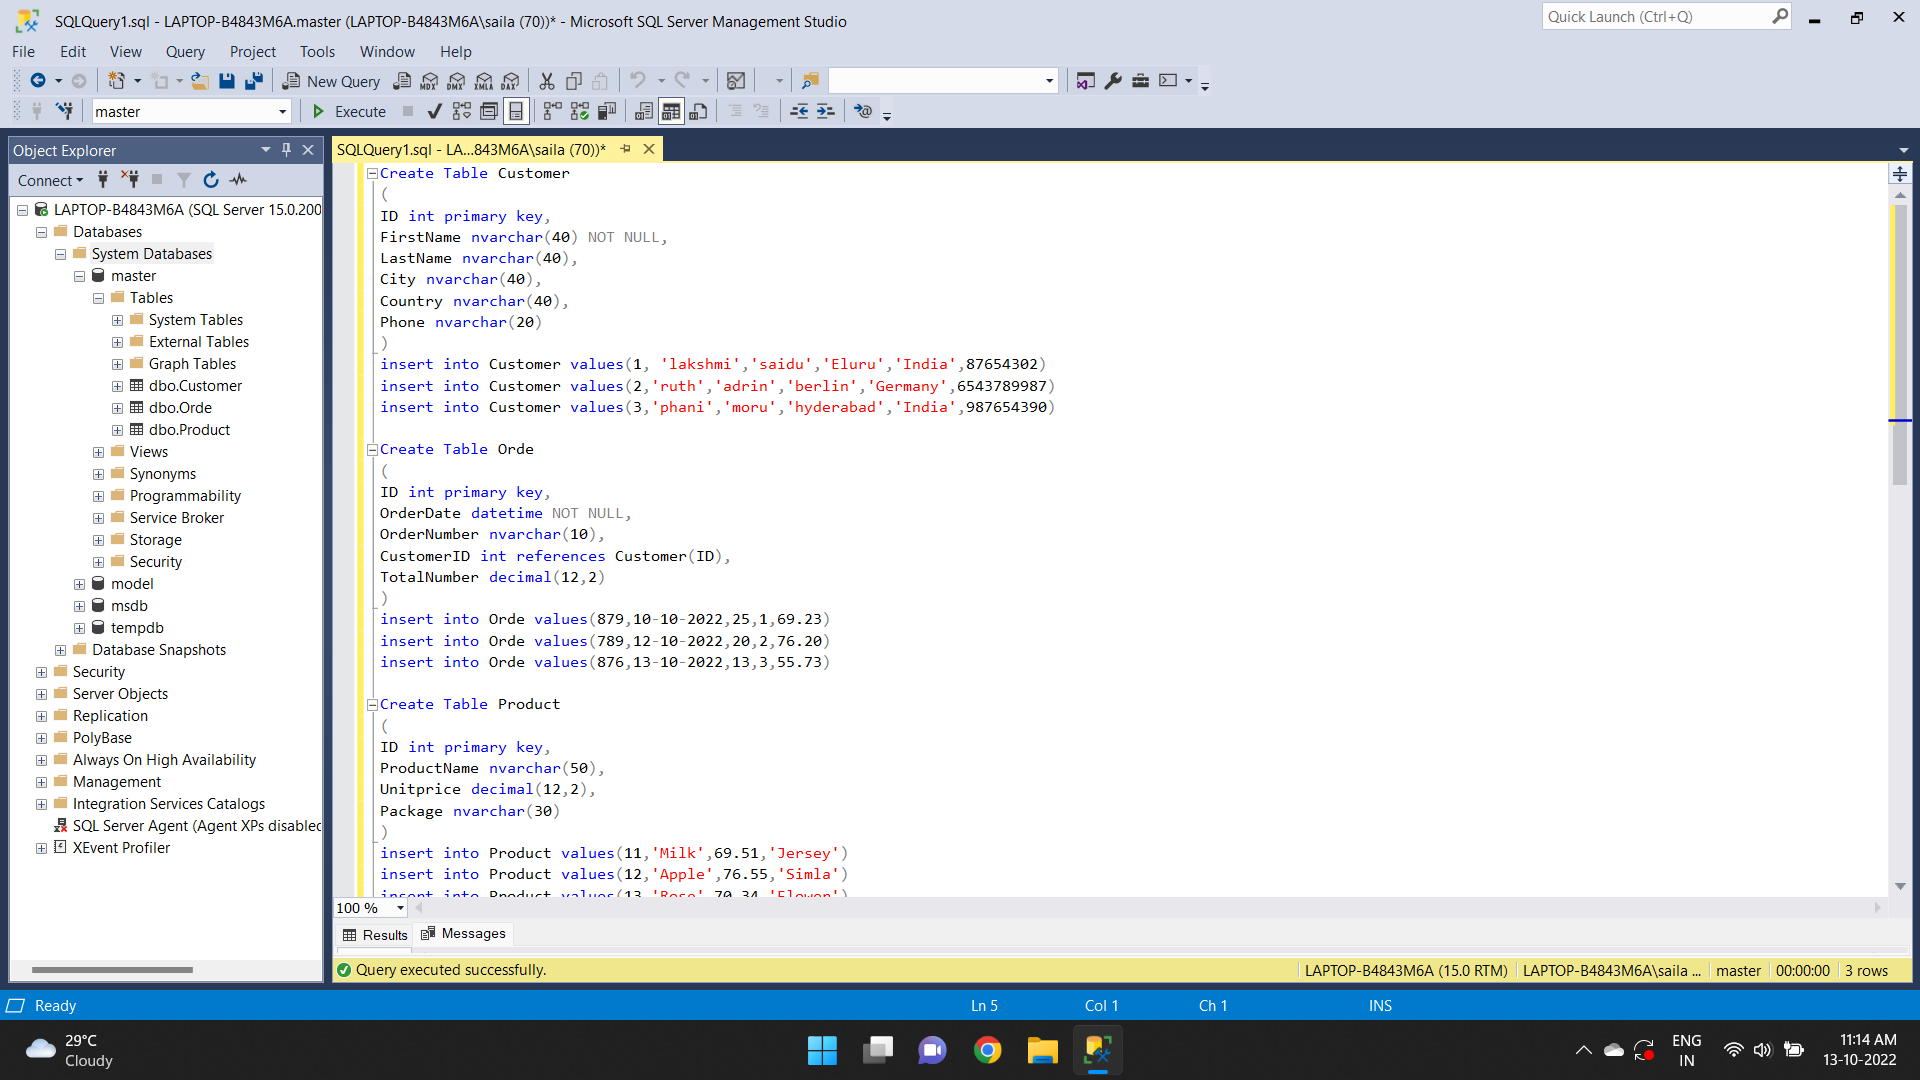 SQLQuery1.sql - LAPTOP-B4843M6A.master (LAPTOP-B4843M6A\saila (70))* - Microsoft SQL Server Management Studio
Quick Launch (Ctrl+Q)
File Edit View Query Project Tools Window Help
New Query MDX DMX XMLA DAX
master Execute
Object Explorer
SQLQuery1.sql - LA...843M6A\saila (70))*
Connect
LAPTOP-B4843M6A (SQL Server 15.0.200
Databases
System Databases
master
Tables
System Tables
External Tables
Graph Tables
dbo.Customer
dbo.Orde
dbo.Product
Views
Synonyms
Programmability
Service Broker
Storage
Security
model
msdb
tempdb
Database Snapshots
Security
Server Objects
Replication
PolyBase
Always On High Availability
Management
Integration Services Catalogs
SQL Server Agent (Agent XPs disabled
XEvent Profiler
Create Table Customer
(
ID int primary key,
FirstName nvarchar(40) NOT NULL,
LastName nvarchar(40),
City nvarchar(40),
Country nvarchar(40),
Phone nvarchar(20)
)
insert into Customer values(1, 'lakshmi','saidu','Eluru','India',87654302)
insert into Customer values(2,'ruth','adrin','berlin','Germany',6543789987)
insert into Customer values(3,'phani','moru','hyderabad','India',987654390)
Create Table Orde
(
ID int primary key,
OrderDate datetime NOT NULL,
OrderNumber nvarchar(10),
CustomerID int references Customer(ID),
TotalNumber decimal(12,2)
)
insert into Orde values(879,10-10-2022,25,1,69.23)
insert into Orde values(789,12-10-2022,20,2,76.20)
insert into Orde values(876,13-10-2022,13,3,55.73)
Create Table Product
(
ID int primary key,
ProductName nvarchar(50),
Unitprice decimal(12,2),
Package nvarchar(30)
)
insert into Product values(11,'Milk',69.51,'Jersey')
insert into Product values(12,'Apple',76.55,'Simla')
insert into Product values(13,'Rose',70.34,'Flower')
100 %
Results Messages
Query executed successfully. LAPTOP-B4843M6A (15.0 RTM) LAPTOP-B4843M6A\saila ... master 00:00:00 3 rows
Ready Ln 5 Col 1 Ch 1 INS
29°C
Cloudy
ENG
IN
11:14 AM
13-10-2022